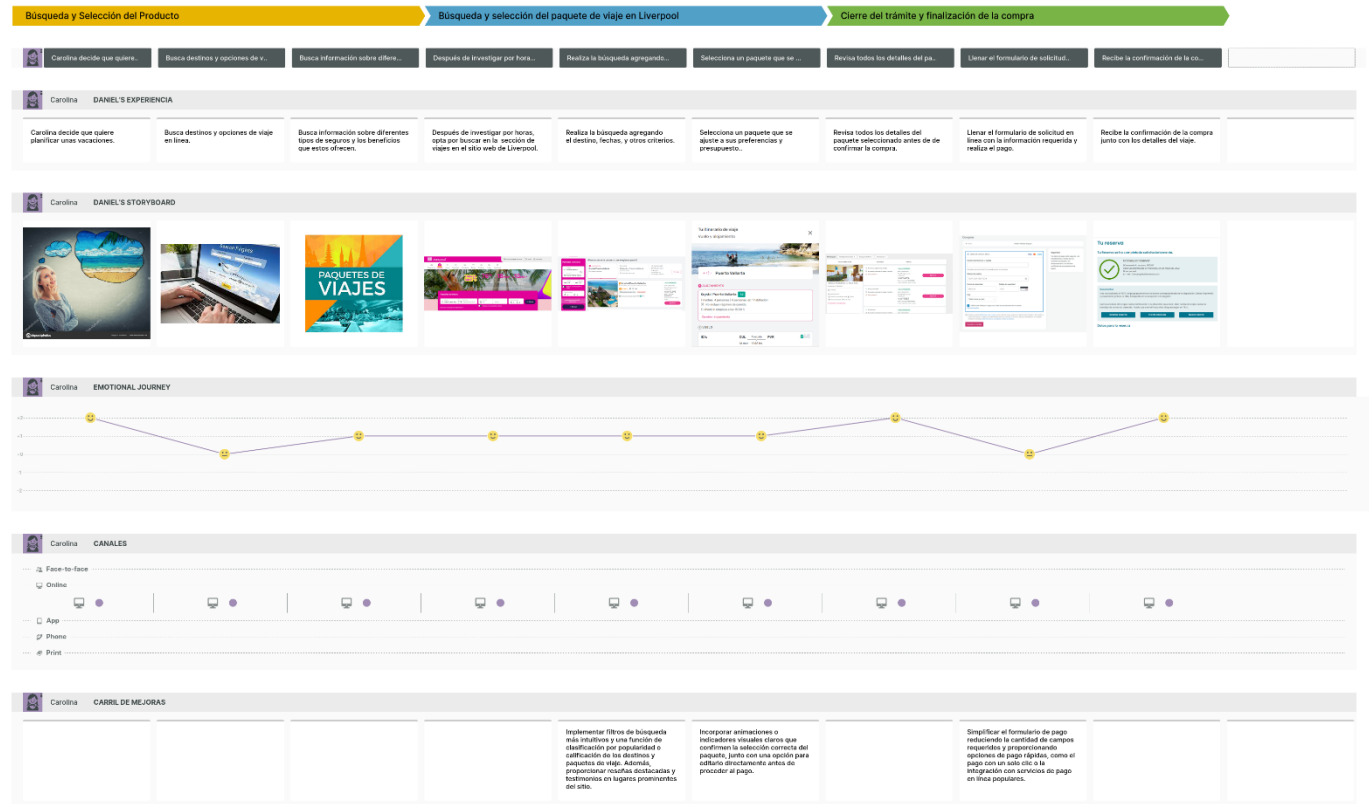 Búsqueda y Selección del Producto
Búsqueda y selección del paquete de viaje en Liverpool
Cierre del trámite y finalización de la compra
Carolina decide que quiere..
Busca destinos y opciones de v..
Busca información sobre difere...
Después de investigar por hora...
Realiza la búsqueda agregando...
Selecciona un paquete que se ...
Revisa todos los detalles del pa..
Llenar el formulario de solicitud..
Recibe la confirmación de la co...
Carolina DANIEL'S EXPERIENCIA
Carolina decide que quiere
planificar unas vacaciones.
Busca destinos y opciones de viaje
en línea.
Busca información sobre diferentes
tipos de seguros y los beneficios
que estos ofrecen.
Después de investigar por horas,
opta por buscar en la sección de
viajes en el sitio web de Liverpool.
Realiza la búsqueda agregando
el destino, fechas, y otros criterios.
Selecciona un paquete que se
ajuste a sus preferencias y
presupuesto..
Revisa todos los detalles del
paquete seleccionado antes de de
confirmar la compra.
Llenar el formulario de solicitud en
línea con la información requerida y
realiza el pago.
Recibe la confirmación de la compra
junto con los detalles del viaje.
Carolina DANIEL'S STORYBOARD
PAQUETES DE
VIAJES
Tu itinerario de viaje
Vuelo + alojamiento
Puerto Vallarta
ALOJAMIENTO
Tu reserva
Carolina EMOTIONAL JOURNEY
Carolina CANALES
Face-to-face
Online
App
Phone
Print
Carolina CARRIL DE MEJORAS
Implementar filtros de búsqueda
más intuitivos y una función de
clasificación por popularidad o
calificación de los destinos y
paquetes de viaje. Además,
proporcionar reseñas destacadas y
testimonios en lugares prominentes
del sitio.
Incorporar animaciones o
indicadores visuales claros que
confirmen la selección correcta del
paquete, junto con una opción para
editarlo directamente antes de
proceder al pago.
Simplificar el formulario de pago
reduciendo la cantidad de campos
requeridos y proporcionando
opciones de pago rápidas, como el
pago con un solo clic o la
integración con servicios de pago
en línea populares.